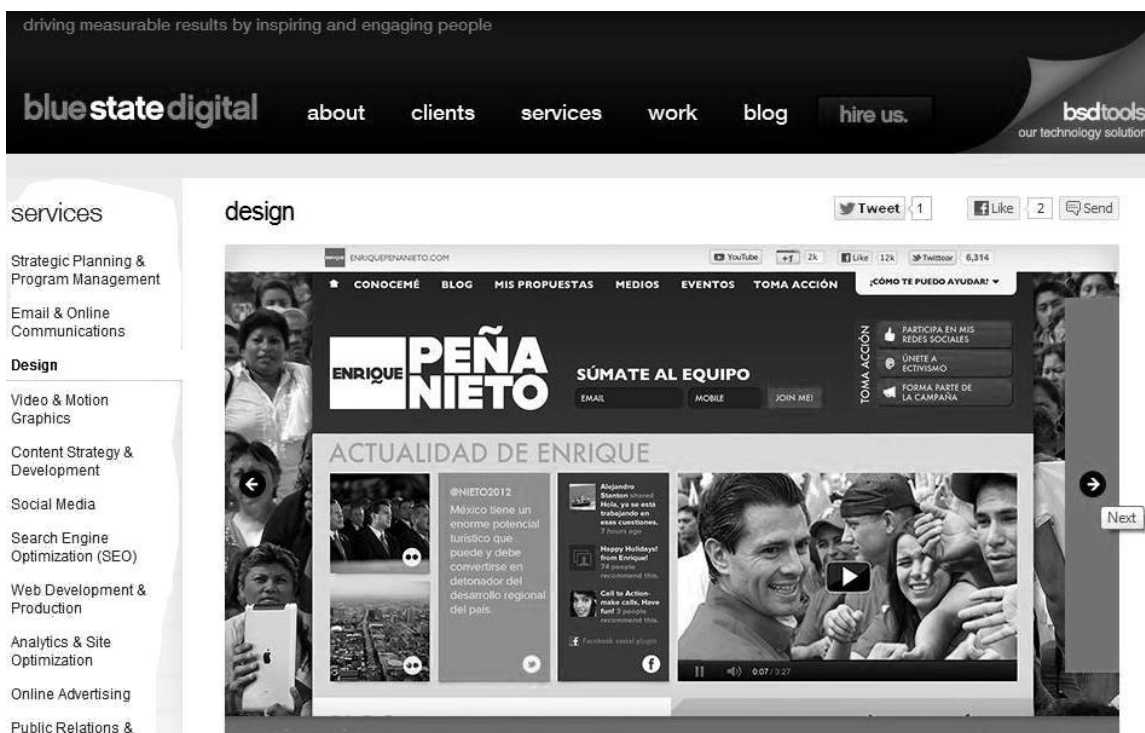 driving measurable results by inspiring and engaging people
blue state digital
about clients services work blog hire us.
bsdtools
our technology solution
services
Strategic Planning &
Program Management
Email & Online
Communications
Design
Video & Motion
Graphics
Content Strategy &
Development
Social Media
Search Engine
Optimization (SEO)
Web Development &
Production
Analytics & Site
Optimization
Online Advertising
Public Relations &
design
Tweet 1
Like 2
Send
ENRIQUEPENANIETO.COM
YouTube +1 2k Like 12k Twittear 6,314
CONOCEMÉ BLOG MIS PROPUESTAS MEDIOS EVENTOS TOMA ACCIÓN
¿CÓMO TE PUEDO AYUDAR?
ENRIQUE
PEÑA
NIETO
SÚMATE AL EQUIPO
EMAIL MOBILE JOIN ME!
TOMA ACCIÓN
PARTICIPA EN MIS
REDES SOCIALES
ÚNETE A
ECTIVISMO
FORMA PARTE DE
LA CAMPAÑA
ACTUALIDAD DE ENRIQUE
@NIETO2012
México tiene un
enorme potencial
turístico que
puede y debe
convertirse en
detonador del
desarrollo regional
del país.
Alejandro
Stanton shared
Hola, ya se está
trabajando en
esas cuestiones.
7 hours ago
Happy Holidays!
from Enrique!
74 people
recommend this.
Call to Action-
make calls, Have
fun! 3 people
recommend this.
Facebook social plugin
0:07 / 3:27
Next